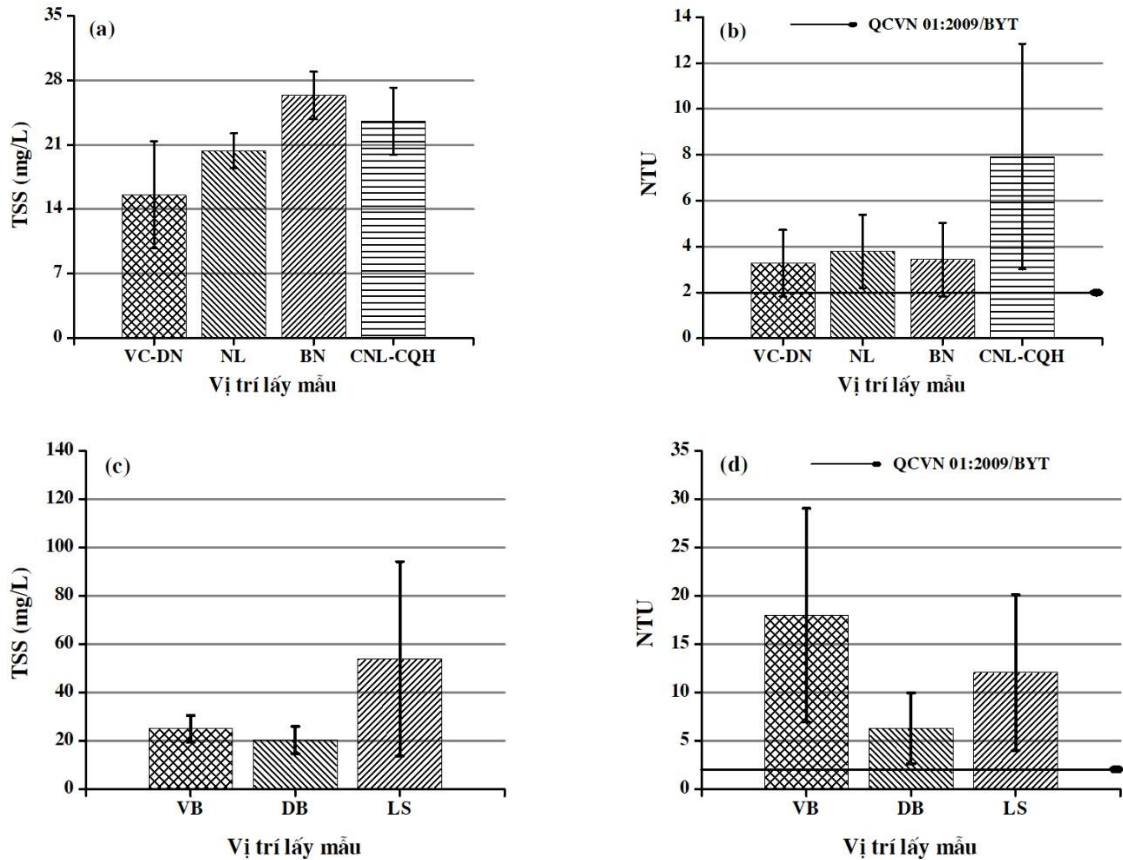 (a)
35
28
21
14
7
0
TSS (mg/L)
VC-DN NL BN CNL-CQH
Vị trí lấy mẫu
(b)
QCVN 01:2009/BYT
14
12
10
8
6
4
2
0
NTU
VC-DN NL BN CNL-CQH
Vị trí lấy mẫu
(c)
140
120
100
80
60
40
20
0
TSS (mg/L)
VB DB LS
Vị trí lấy mẫu
(d)
QCVN 01:2009/BYT
35
30
25
20
15
10
5
0
NTU
VB DB LS
Vị trí lấy mẫu